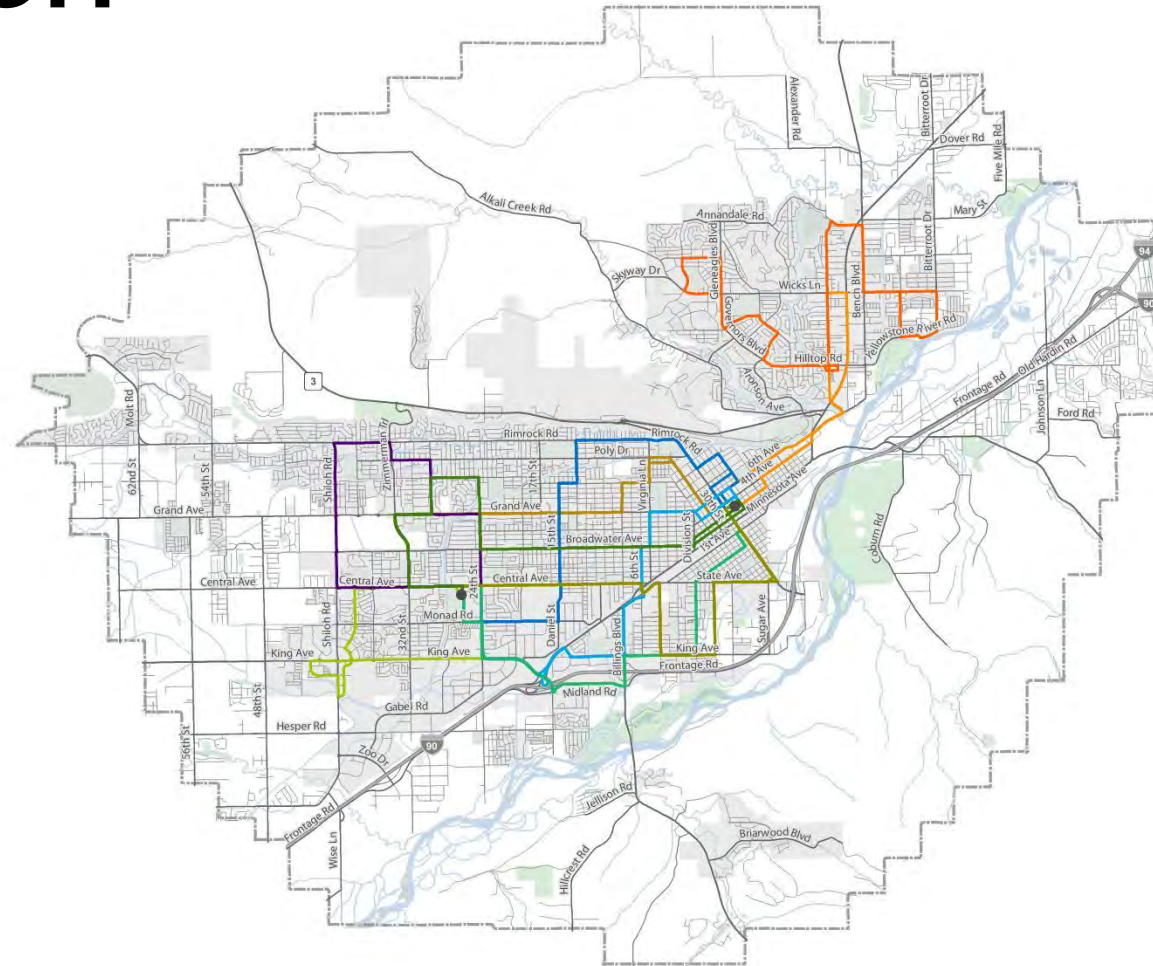 Alexander Rd
Bitterroot Dr
Dover Rd
Five Mile Rd
Alkali Creek Rd
Annandale Rd
Mary St
Bitterroot Dr
Gleneagles Blvd
Skyway Dr
Wicks Ln
Bench Blvd
94
90
Governors Blvd
Yellowstone River Rd
Hilltop Rd
Old Hardin Rd
Frontage Rd
Aronson Ave
Johnson Ln
Ford Rd
3
Molt Rd
Zimmerman Trl
Rimrock Rd
Rimrock Rd
Poly Dr
6th Ave
4th Ave
62nd St
54th St
Shiloh Rd
17th St
Virginia Ln
30th St
Minnesota Ave
Grand Ave
Grand Ave
15th St
Division St
Broadwater Ave
1st Ave
Coburn Rd
Central Ave
Central Ave
24th St
Central Ave
6th St
State Ave
Monad Rd
Shiloh Rd
32nd St
Daniel St
Billings Blvd
Sugar Ave
King Ave
King Ave
King Ave
Frontage Rd
48th St
Midland Rd
Gabel Rd
Hesper Rd
56th St
90
Zoo Dr
Jellison Rd
Frontage Rd
Wise Ln
Briarwood Blvd
Hillcrest Rd